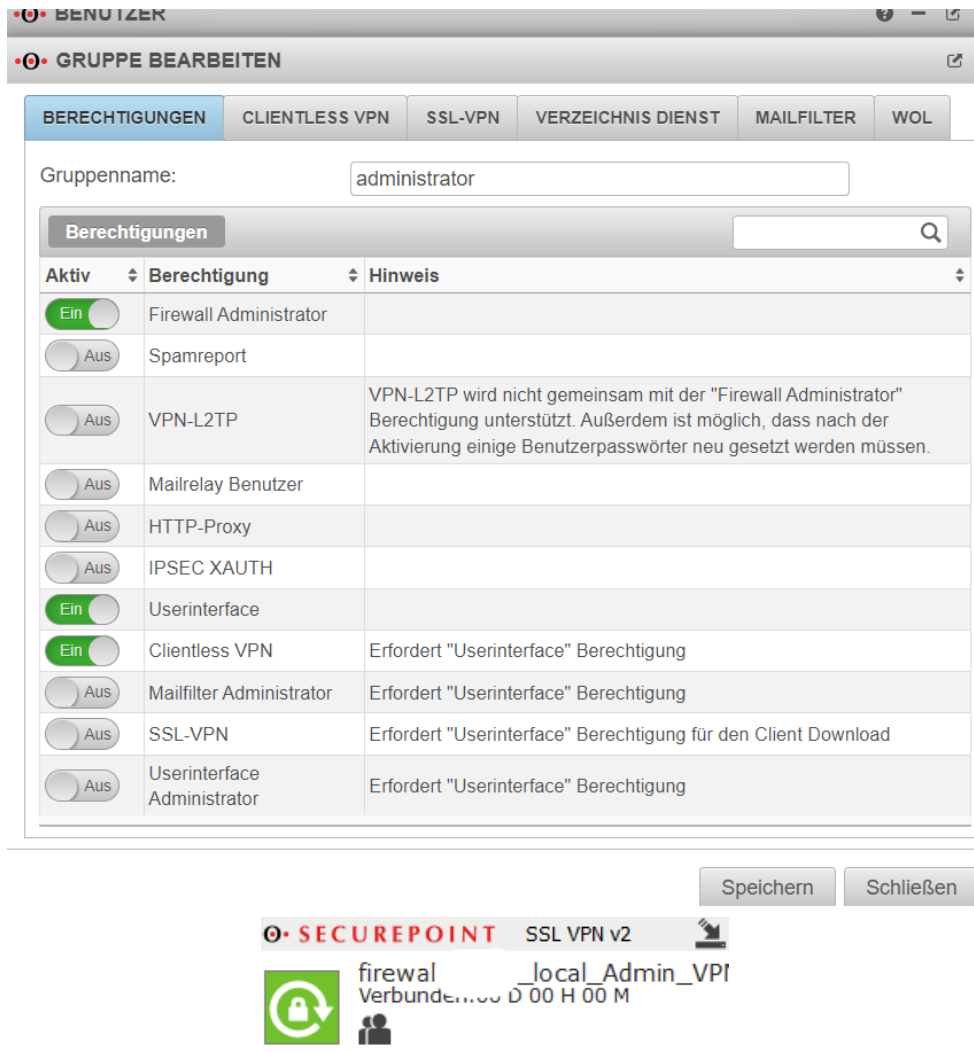 BENUTZER
GRUPPE BEARBEITEN
BERECHTIGUNGEN CLIENTLESS VPN SSL-VPN VERZEICHNIS DIENST MAILFILTER WOL
Gruppenname: administrator
Berechtigungen
Aktiv Berechtigung Hinweis
Ein Firewall Administrator
Aus Spamreport
Aus VPN-L2TP VPN-L2TP wird nicht gemeinsam mit der "Firewall Administrator"
Berechtigung unterstützt. Außerdem ist möglich, dass nach der
Aktivierung einige Benutzerpasswörter neu gesetzt werden müssen.
Aus Mailrelay Benutzer
Aus HTTP-Proxy
Aus IPSEC XAUTH
Ein Userinterface
Ein Clientless VPN Erfordert "Userinterface" Berechtigung
Aus Mailfilter Administrator Erfordert "Userinterface" Berechtigung
Aus SSL-VPN Erfordert "Userinterface" Berechtigung für den Client Download
Aus Userinterface
Administrator Erfordert "Userinterface" Berechtigung
Speichern Schließen
SECUREPOINT SSL VPN v2
firewal _local_Admin_VPN
Verbunden:00 D 00 H 00 M